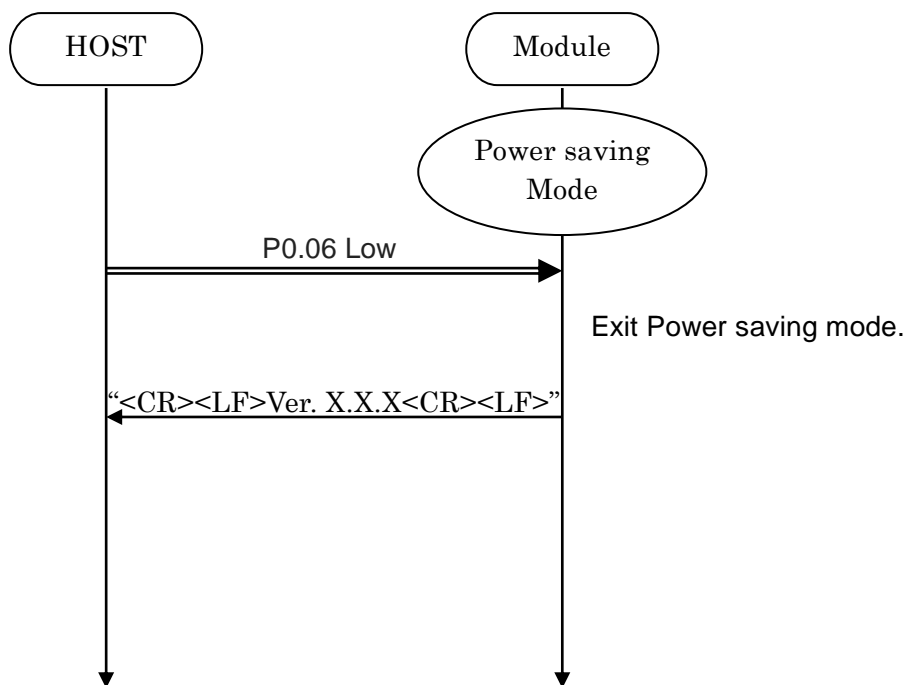 HOST
Module
Power saving
Mode
P0.06 Low
Exit Power saving mode.
“<CR><LF>Ver. X.X.X<CR><LF>”